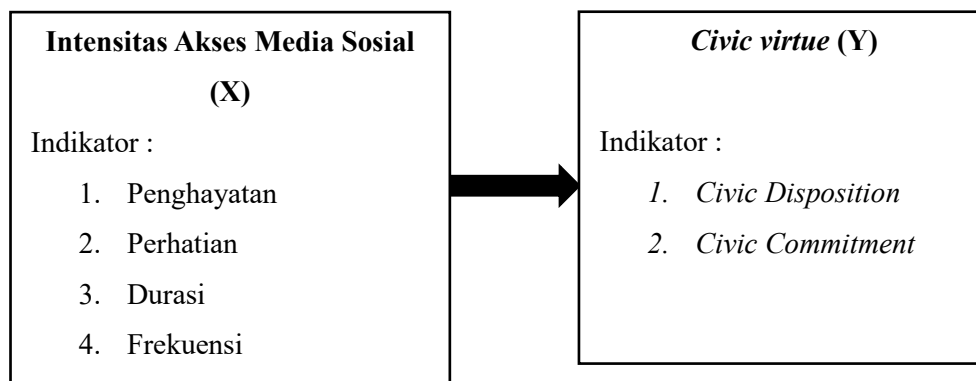 Intensitas Akses Media Sosial
(X)
Indikator :
1. Penghayatan
2. Perhatian
3. Durasi
4. Frekuensi
Civic virtue (Y)
Indikator :
1. Civic Disposition
2. Civic Commitment